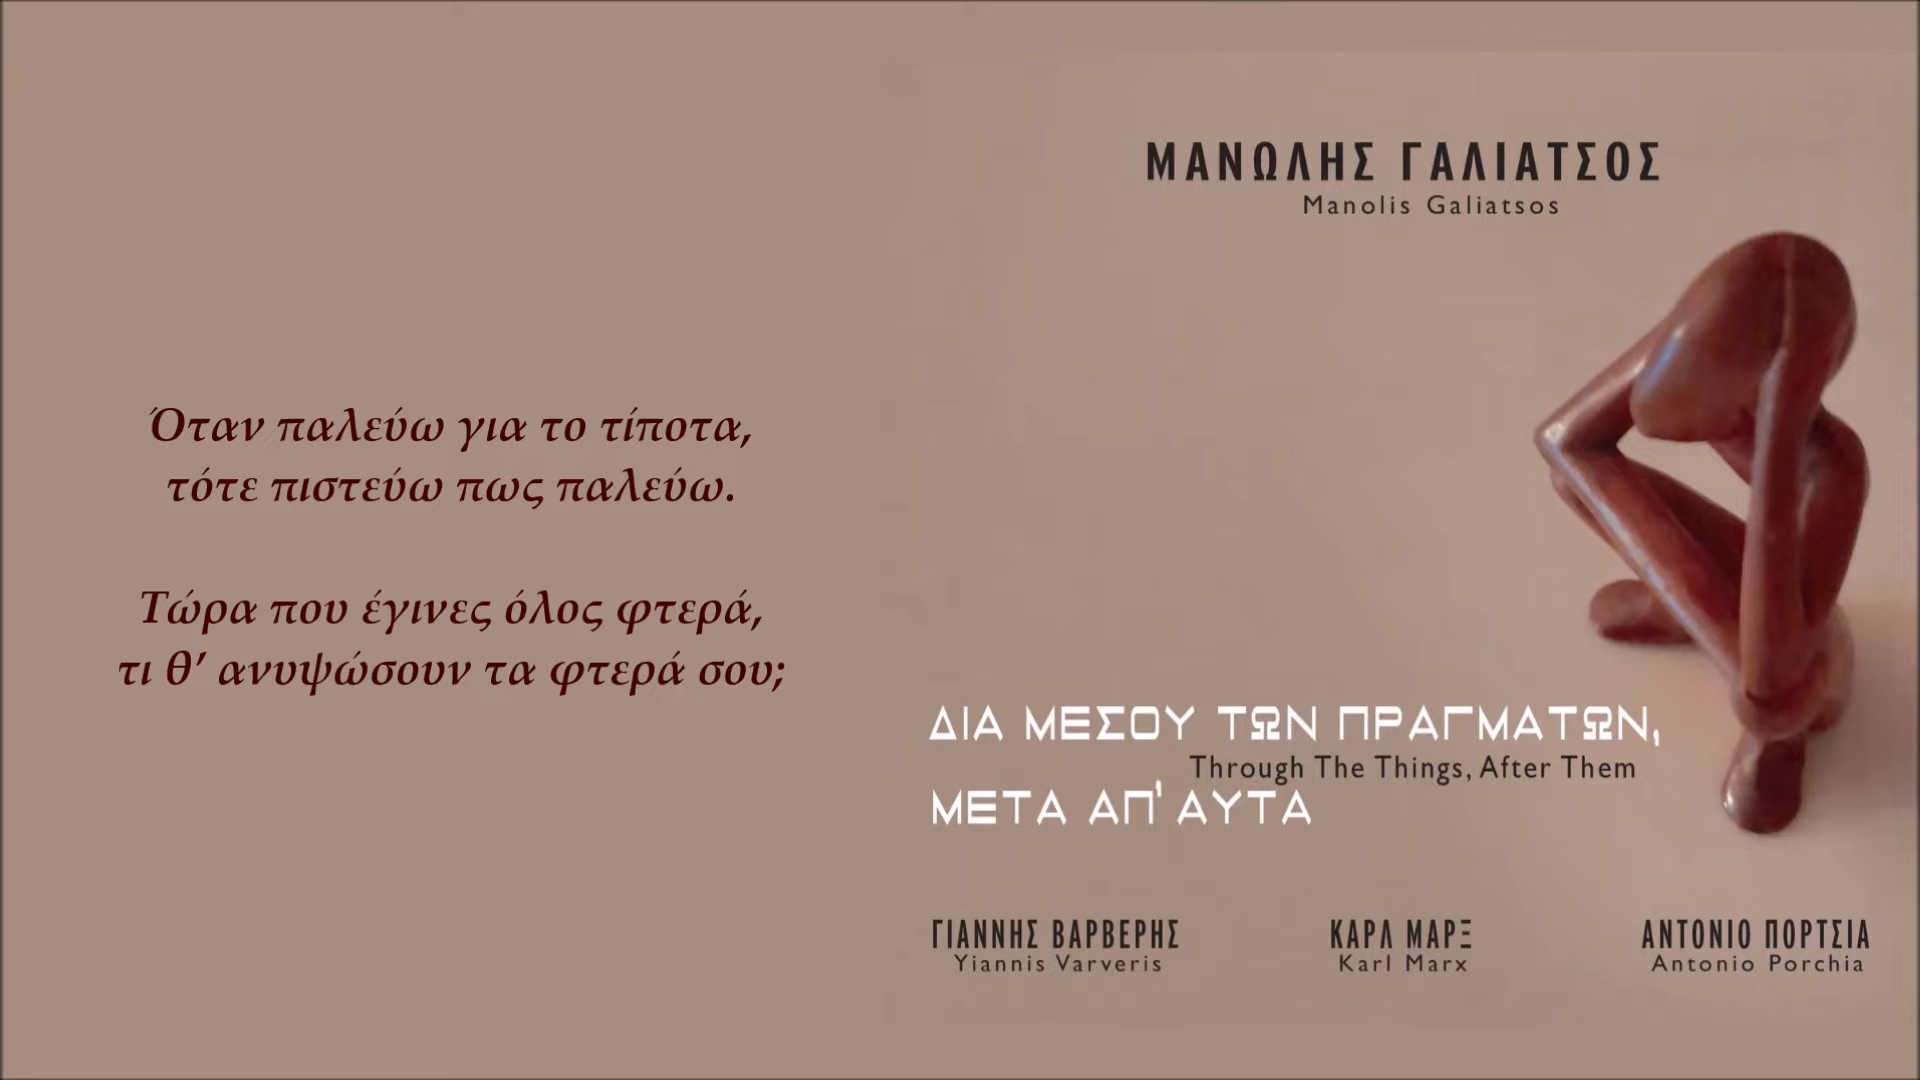 Όταν παλεύω για το τίποτα,
τότε πιστεύω πως παλεύω.
Τώρα που έγινες όλος φτερά,
τι θ’ ανυψώσουν τα φτερά σου;
ΜΑΝΩΛΗΣ ΓΑΛΙΑΤΣΟΣ
Manolis Galiatsos
ΔΙΑ ΜΕΣΟΥ ΤΩΝ ΠΡΑΓΜΑΤΩΝ,
Through The Things, After Them
ΜΕΤΑ ΑΠ' ΑΥΤΑ
ΓΙΑΝΝΗΣ ΒΑΡΒΕΡΗΣ
Yiannis Varveris
ΚΑΡΛ ΜΑΡΞ
Karl Marx
ΑΝΤΟΝΙΟ ΠΟΡΤΣΙΑ
Antonio Porchia